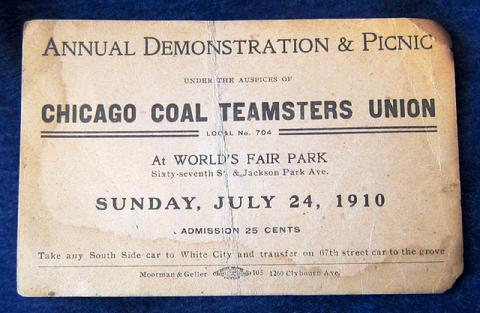 ANNUAL DEMONSTRATION & PICNIC
UNDER THE AUSPICES OF
CHICAGO COAL TEAMSTERS UNION
LOCAL No. 704
At WORLD'S FAIR PARK
Sixty-seventh St. & Jackson Park Ave.
SUNDAY, JULY 24, 1910
ADMISSION 25 CENTS
Take any South Side car to White City and transfer on 67th street car to the grove
Moorman & Geller 105 1260 Clybourn Ave.